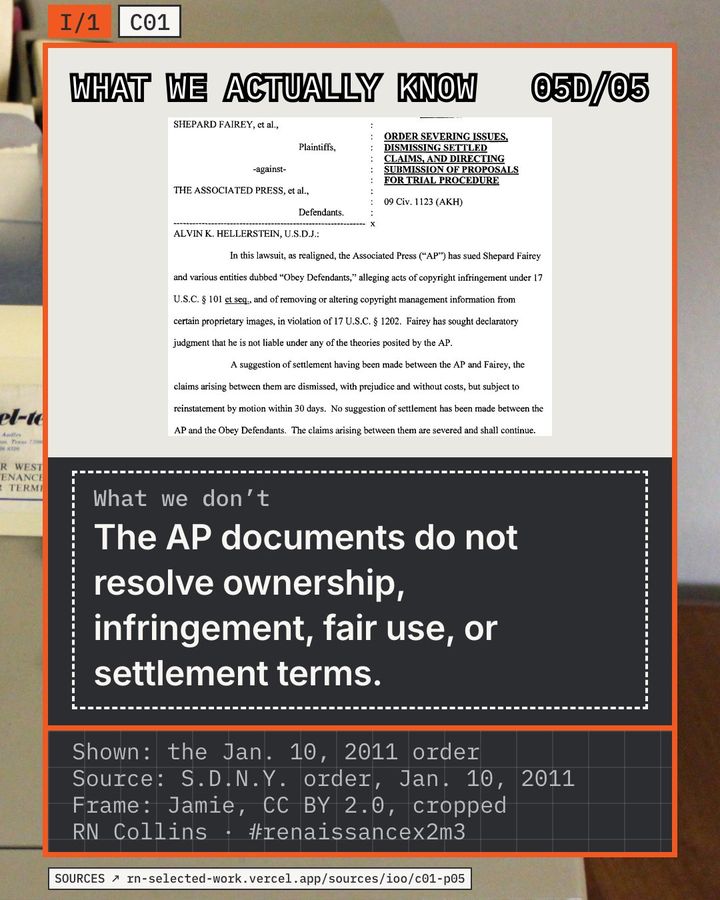 I/1 C01
WHAT WE ACTUALLY KNOW 05D/05
SHEPARD FAIREY, et al.,
Plaintiffs,
-against-
THE ASSOCIATED PRESS, et al.,
Defendants.
: ORDER SEVERING ISSUES,
: DISMISSING SETTLED
: CLAIMS, AND DIRECTING
: SUBMISSION OF PROPOSALS
: FOR TRIAL PROCEDURE
: 09 Civ. 1123 (AKH)
x
ALVIN K. HELLERSTEIN, U.S.D.J.:
In this lawsuit, as realigned, the Associated Press (“AP”) has sued Shepard Fairey
and various entities dubbed “Obey Defendants,” alleging acts of copyright infringement under 17
U.S.C. § 101 et seq., and of removing or altering copyright management information from
certain proprietary images, in violation of 17 U.S.C. § 1202. Fairey has sought declaratory
judgment that he is not liable under any of the theories posited by the AP.
A suggestion of settlement having been made between the AP and Fairey, the
claims arising between them are dismissed, with prejudice and without costs, but subject to
reinstatement by motion within 30 days. No suggestion of settlement has been made between the
AP and the Obey Defendants. The claims arising between them are severed and shall continue.
What we don’t
The AP documents do not
resolve ownership,
infringement, fair use, or
settlement terms.
Shown: the Jan. 10, 2011 order
Source: S.D.N.Y. order, Jan. 10, 2011
Frame: Jamie, CC BY 2.0, cropped
RN Collins · #renaissancex2m3
SOURCES ↗ rn-selected-work.vercel.app/sources/ioo/c01-p05